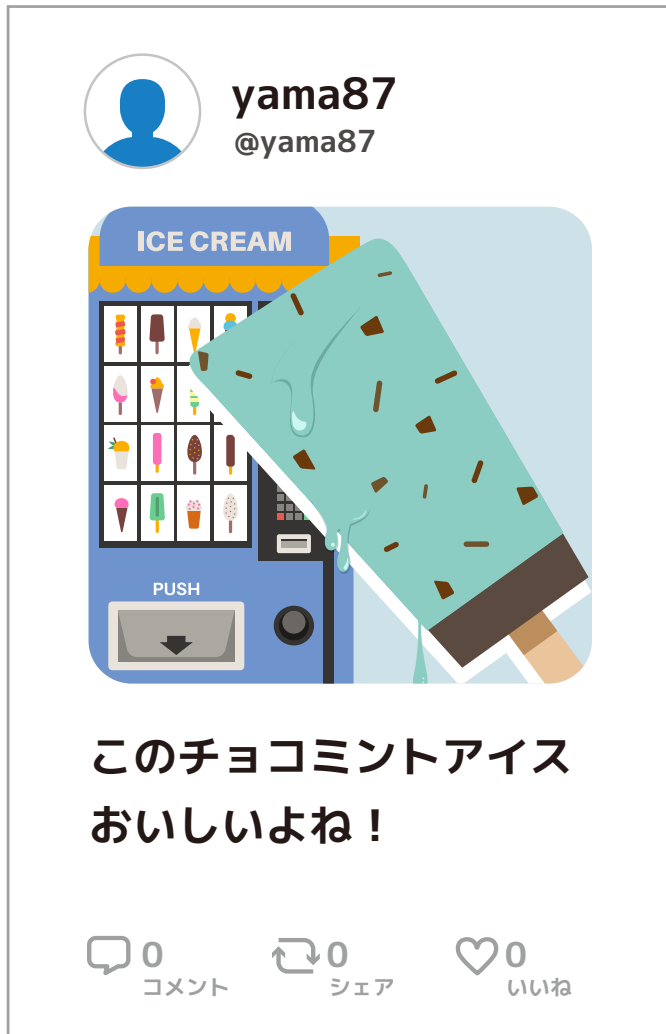 yama87
@yama87
ICE CREAM
PUSH
このチョコミントアイス
おいしいよね！
0
コメント
0
シェア
0
いいね